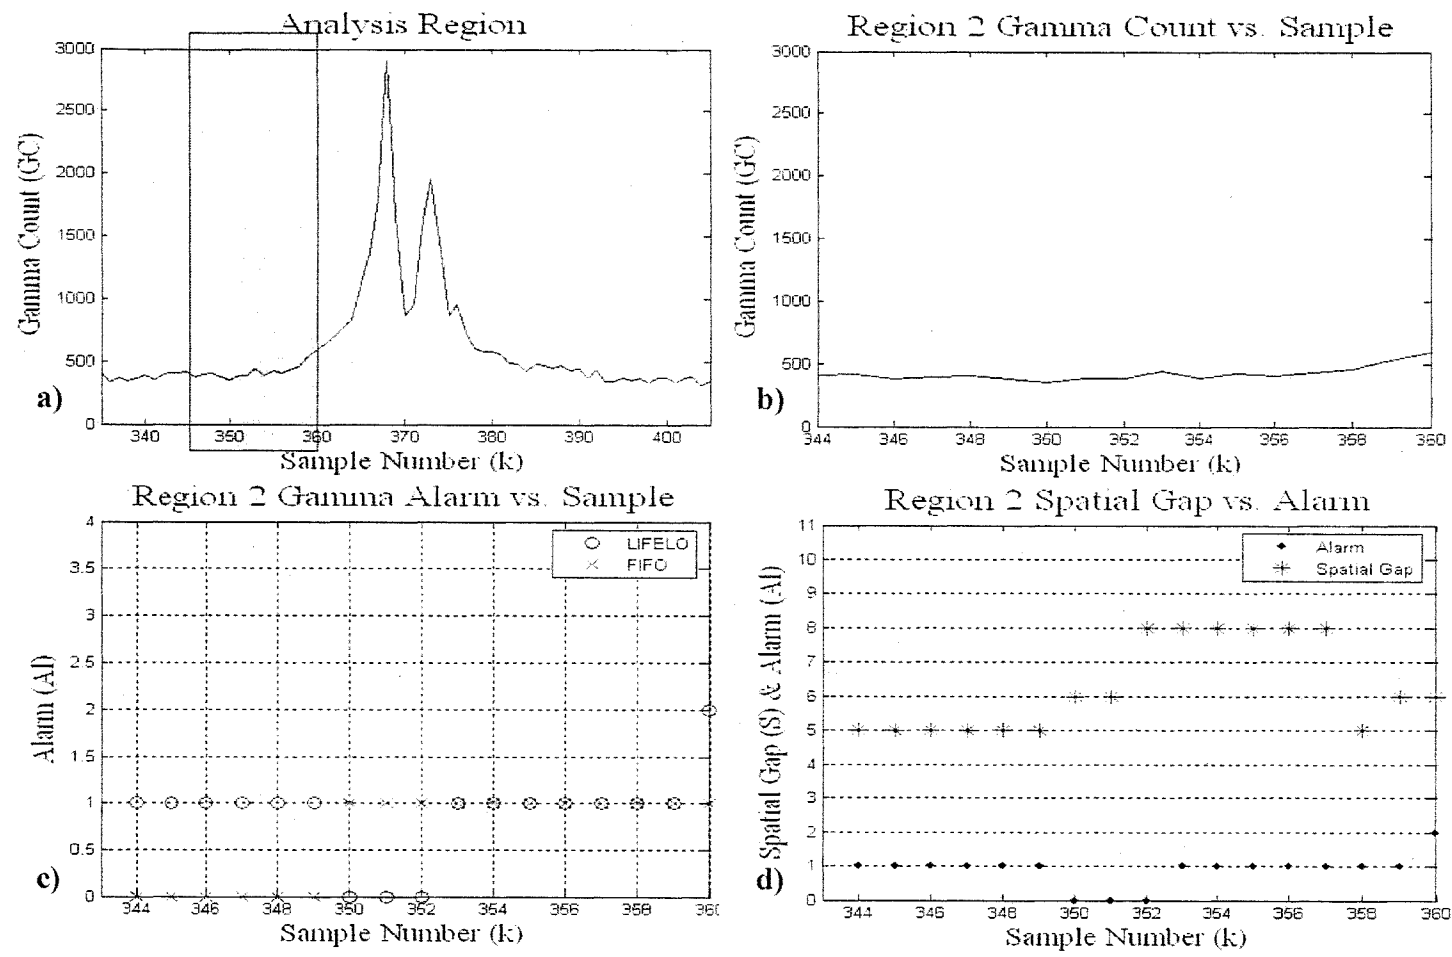 Analysis Region
3000
2500
2000
1500
1000
500
0
Gamma Count (GC)
340 350 360 370 380 390 400
Sample Number (k)
a)
Region 2 Gamma Count vs. Sample
3000
2500
2000
1500
1000
500
0
Gamma Count (GC)
344 346 348 350 352 354 356 358 360
Sample Number (k)
b)
Region 2 Gamma Alarm vs. Sample
4
3.5
3
2.5
2
1.5
1
0.5
0
Alarm (Al)
LIFELO
FIFO
344 346 348 350 352 354 356 358 360
Sample Number (k)
c)
Region 2 Spatial Gap vs. Alarm
11
10
9
8
7
6
5
4
3
2
1
0
Spatial Gap (S) & Alarm (Al)
Alarm
Spatial Gap
344 346 348 350 352 354 356 358 360
Sample Number (k)
d)